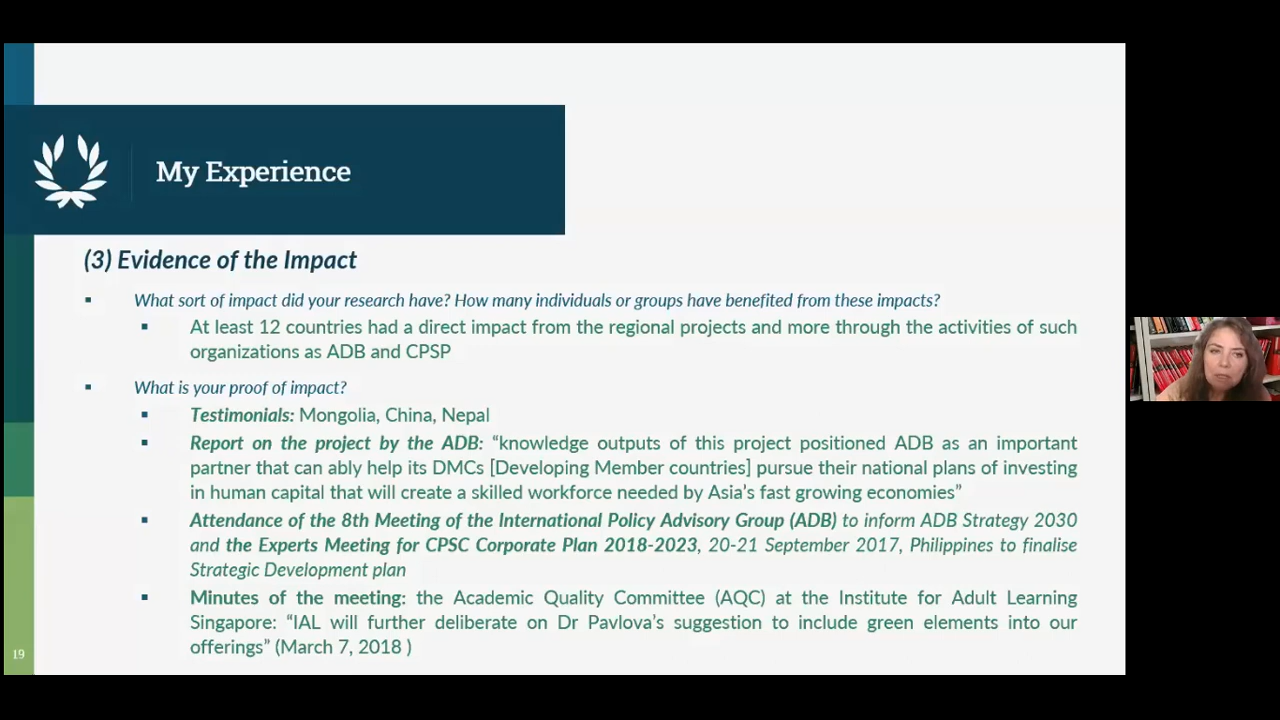 My Experience
(3) Evidence of the Impact
▪ What sort of impact did your research have? How many individuals or groups have benefited from these impacts?
▪ At least 12 countries had a direct impact from the regional projects and more through the activities of such
organizations as ADB and CPSP
▪ What is your proof of impact?
▪ Testimonials: Mongolia, China, Nepal
▪ Report on the project by the ADB: “knowledge outputs of this project positioned ADB as an important
partner that can ably help its DMCs [Developing Member countries] pursue their national plans of investing
in human capital that will create a skilled workforce needed by Asia’s fast growing economies”
▪ Attendance of the 8th Meeting of the International Policy Advisory Group (ADB) to inform ADB Strategy 2030
and the Experts Meeting for CPSC Corporate Plan 2018-2023, 20-21 September 2017, Philippines to finalise
Strategic Development plan
▪ Minutes of the meeting: the Academic Quality Committee (AQC) at the Institute for Adult Learning
Singapore: “IAL will further deliberate on Dr Pavlova’s suggestion to include green elements into our
offerings” (March 7, 2018 )
19